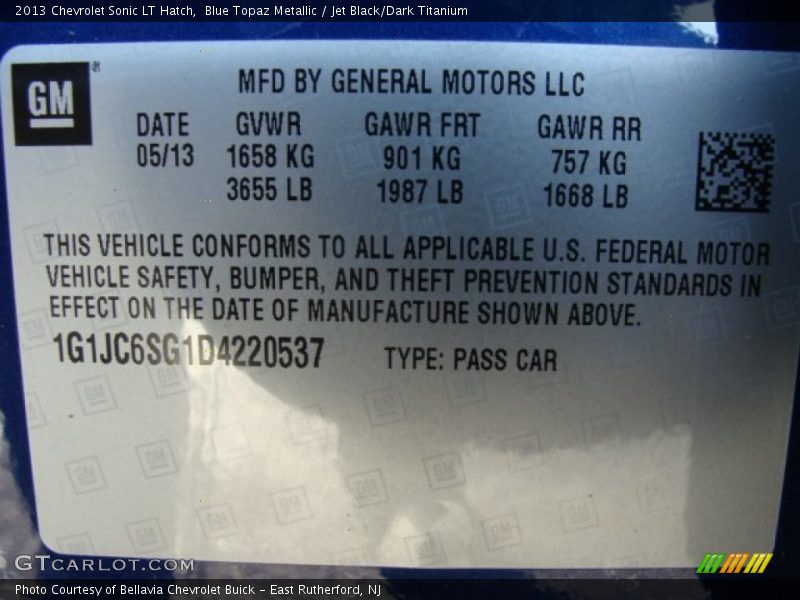 2013 Chevrolet Sonic LT Hatch, Blue Topaz Metallic / Jet Black/Dark Titanium
GM
®
MFD BY GENERAL MOTORS LLC
DATE GVWR GAWR FRT GAWR RR
05/13 1658 KG 901 KG 757 KG
3655 LB 1987 LB 1668 LB
THIS VEHICLE CONFORMS TO ALL APPLICABLE U.S. FEDERAL MOTOR
VEHICLE SAFETY, BUMPER, AND THEFT PREVENTION STANDARDS IN
EFFECT ON THE DATE OF MANUFACTURE SHOWN ABOVE.
1G1JC6SG1D4220537 TYPE: PASS CAR
GTCARLOT.COM
Photo Courtesy of Bellavia Chevrolet Buick - East Rutherford, NJ